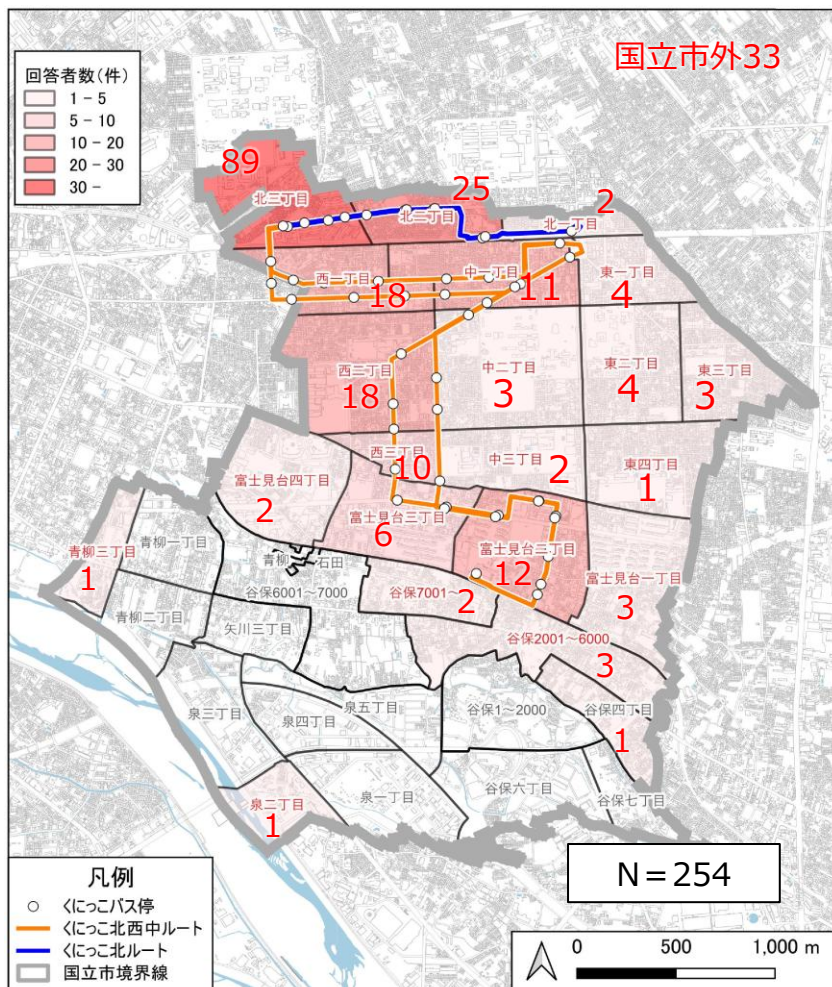 国立市外33
回答者数(件)
1 - 5
5 - 10
10 - 20
20 - 30
30 -
89
北三丁目
25
北二丁目
2
北一丁目
西一丁目
18
中一丁目
11
東一丁目
4
西二丁目
18
中二丁目
3
東二丁目
4
東三丁目
3
西三丁目
10
中三丁目
2
東四丁目
1
富士見台四丁目
2
富士見台三丁目
6
富士見台二丁目
12
富士見台一丁目
3
青柳三丁目
1
青柳一丁目
青柳
石田
谷保6001~7000
谷保7001~
2
谷保2001~6000
3
青柳二丁目
矢川三丁目
泉三丁目
泉五丁目
泉四丁目
谷保1~2000
谷保四丁目
1
泉二丁目
1
泉一丁目
谷保六丁目
谷保七丁目
N=254
凡例
くにっこバス停
くにっこ北西中ルート
くにっこ北ルート
国立市境界線
0 500 1,000 m